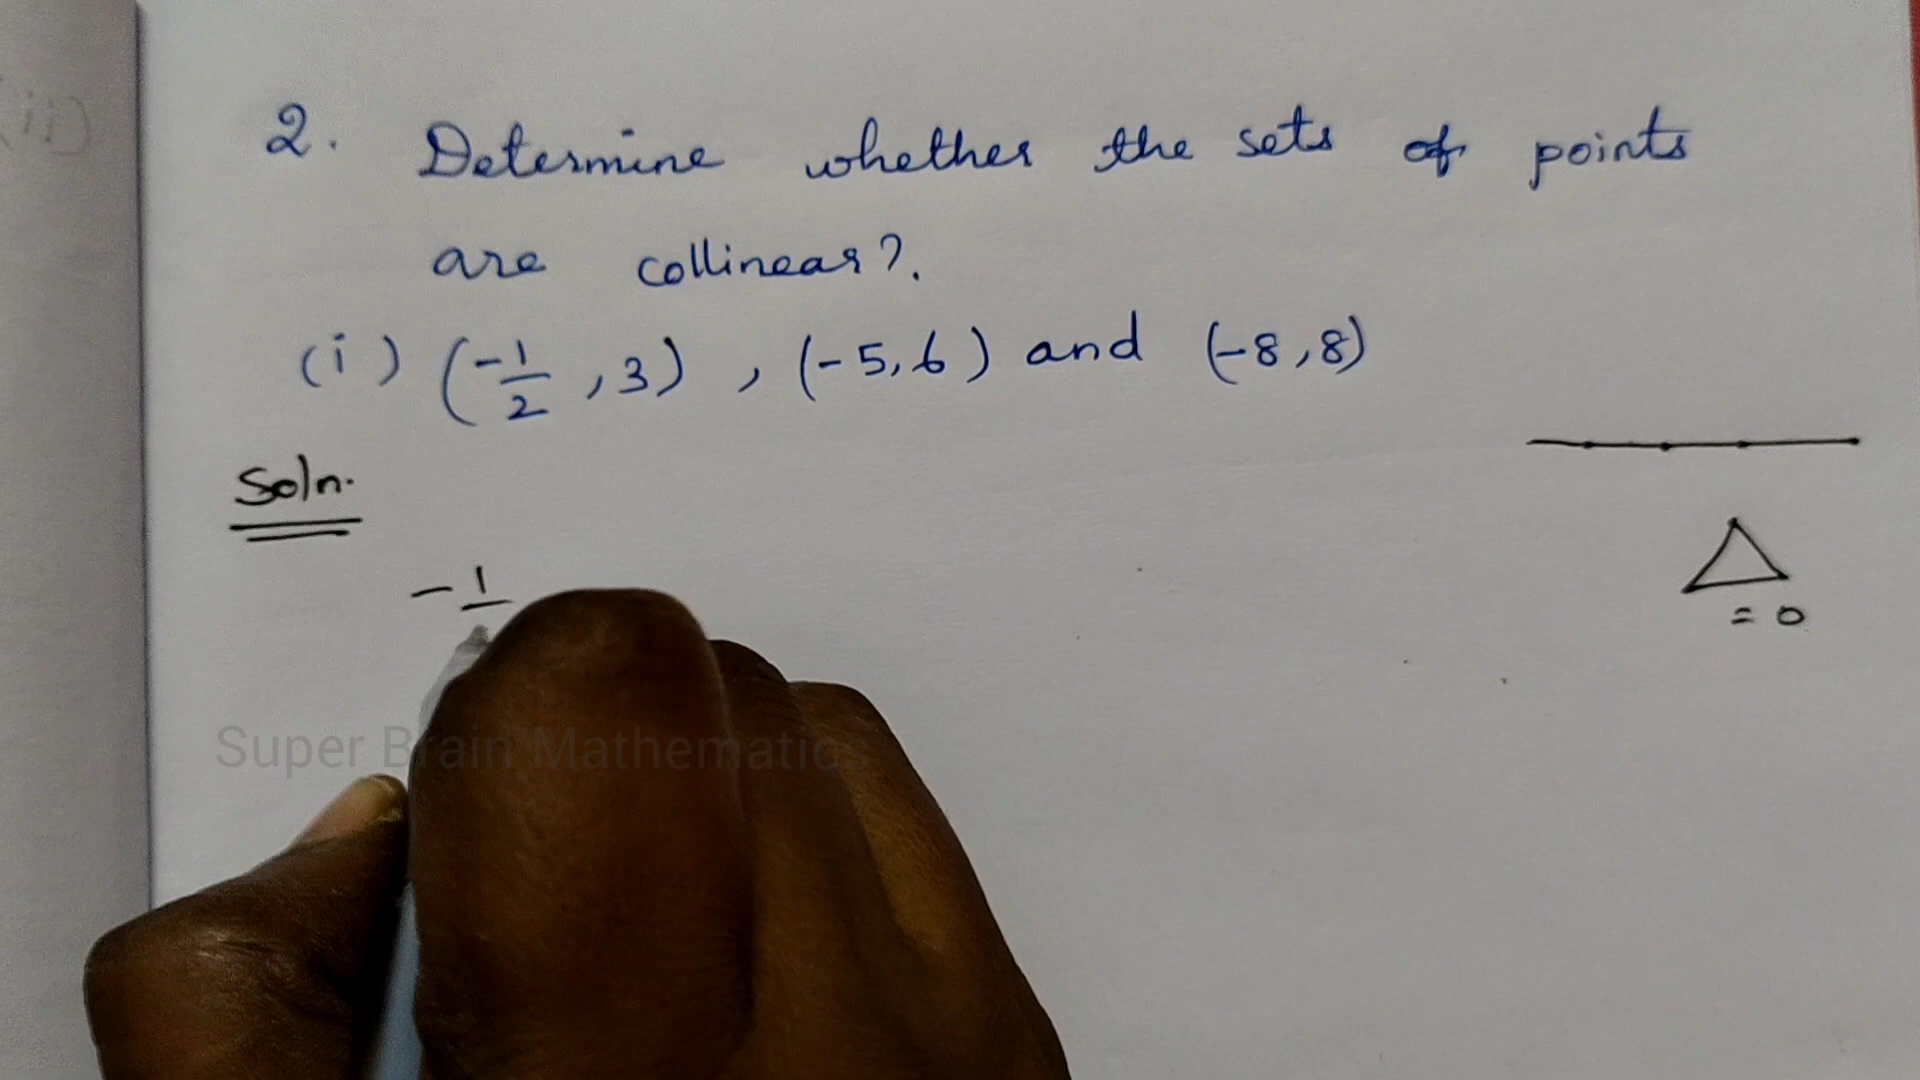 2. Determine whether the sets of points
are collinear?.
(i) (-1/2, 3), (-5, 6) and (-8, 8)
Soln.
= 0
-1
Super Brain Mathematics
(ii)